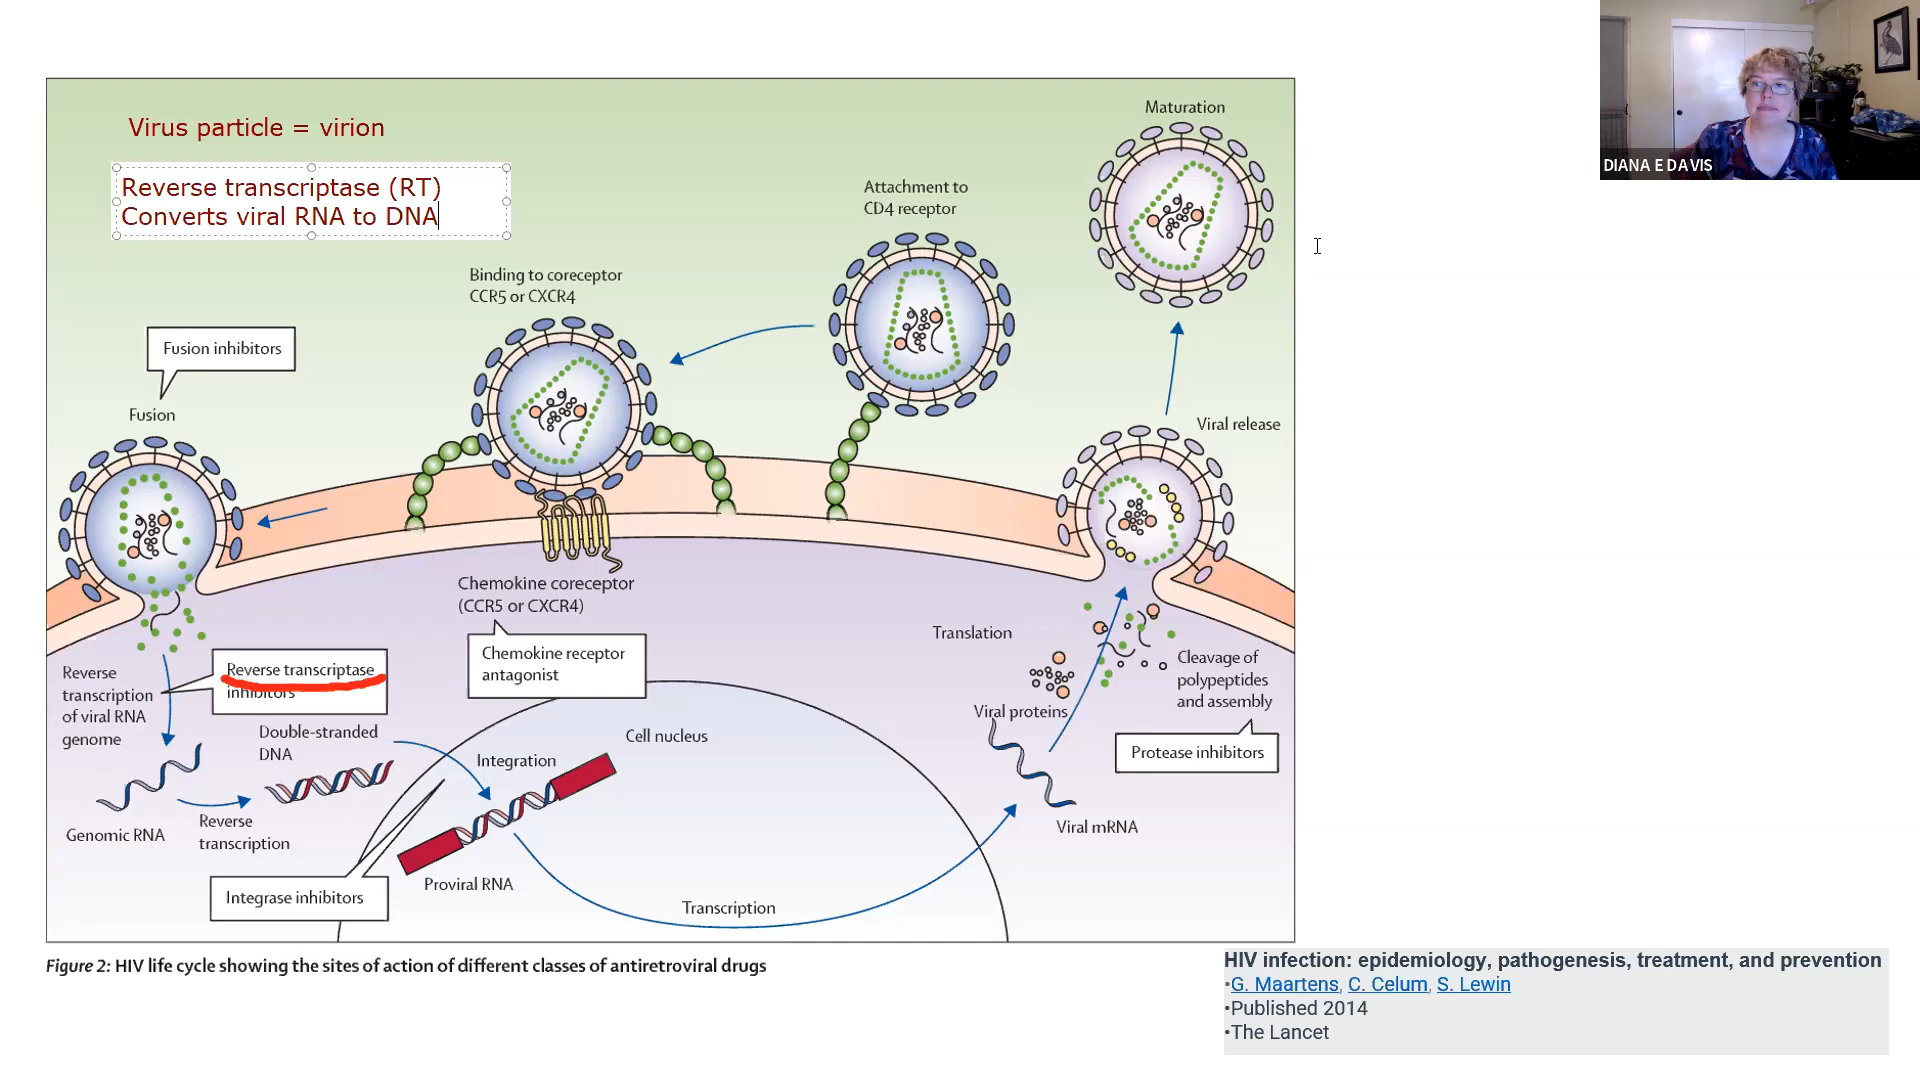 Virus particle = virion
Reverse transcriptase (RT)
Converts viral RNA to DNA
Maturation
DIANA E DAVIS
Attachment to
CD4 receptor
Binding to coreceptor
CCR5 or CXCR4
Fusion inhibitors
Fusion
Viral release
Chemokine coreceptor
(CCR5 or CXCR4)
Chemokine receptor
antagonist
Reverse
transcription
of viral RNA
genome
Reverse transcriptase
inhibitors
Double-stranded
DNA
Genomic RNA
Reverse
transcription
Integration
Cell nucleus
Integrase inhibitors
Proviral RNA
Transcription
Translation
Viral proteins
Viral mRNA
Cleavage of
polypeptides
and assembly
Protease inhibitors
Figure 2: HIV life cycle showing the sites of action of different classes of antiretroviral drugs
HIV infection: epidemiology, pathogenesis, treatment, and prevention
•G. Maartens, C. Celum, S. Lewin
•Published 2014
•The Lancet